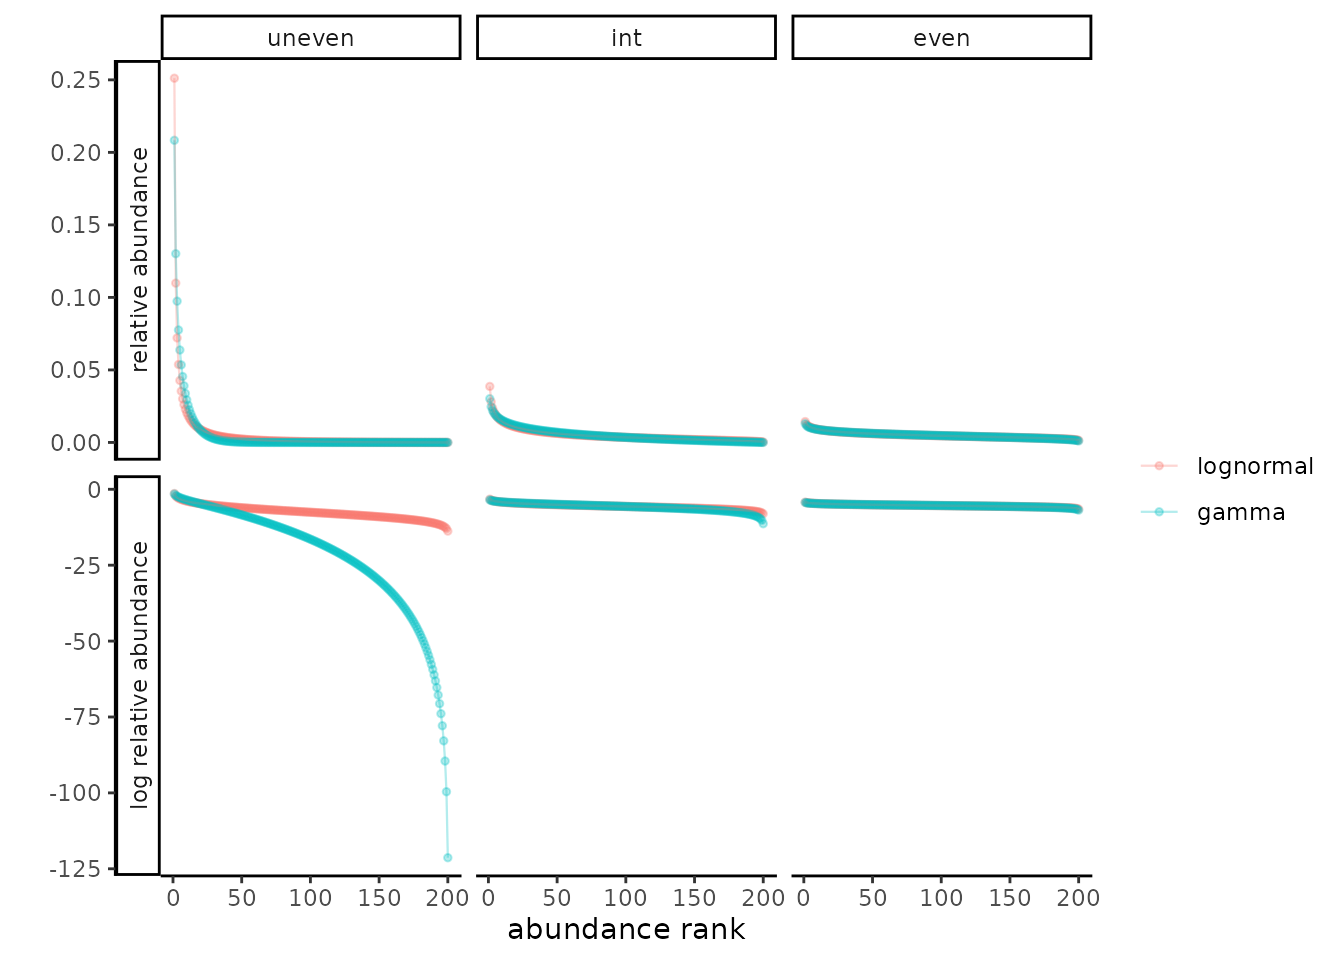 uneven int even
0.25
0.20
0.15
0.10
0.05
0.00
relative abundance
0
-25
-50
-75
-100
-125
log relative abundance
0 50 100 150 200 0 50 100 150 200 0 50 100 150 200
abundance rank
lognormal
gamma